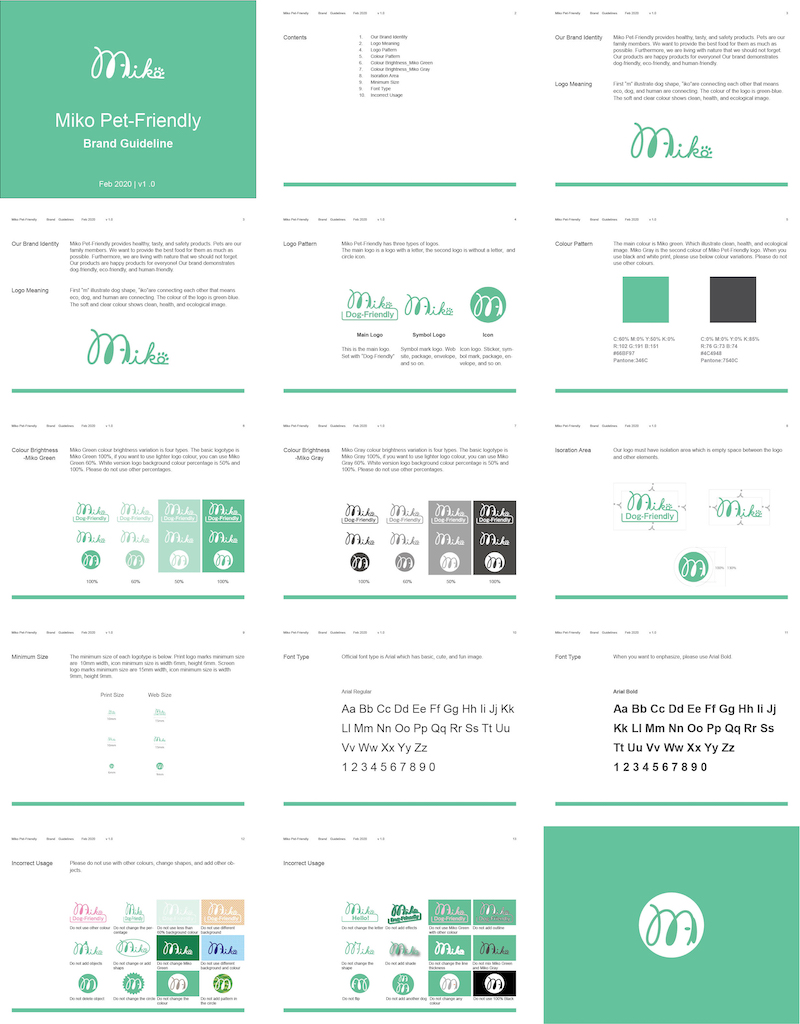 Miko
Miko Pet-Friendly
Brand Guideline
Feb 2020 | v1 .0
Miko Pet-Friendly Brand Guidelines Feb 2020 v 1.0
Contents
1. Our Brand Identity
2. Logo Meaning
4. Logo Pattern
5. Colour Pattern
6. Colour Brightness_Miko Green
7. Colour Brightness_Miko Gray
8. Isoration Area
9. Minimum Size
9. Font Type
10. Incorrect Usage
Miko Pet-Friendly Brand Guidelines Feb 2020 v 1.0
Our Brand Identity
Miko Pet-Friendly provides healthy, tasty, and safety products. Pets are our
family members. We want to provide the best food for them as much as
possible. Furthermore, we are living with nature that we should not forget.
Our products are happy products for everyone! Our brand demonstrates
dog-friendly, eco-friendly, and human-friendly
Logo Meaning
First "m" illustrate dog shape, "iko"are connecting each other that means
eco, dog, and human are connecting. The colour of the logo is green-blue.
The soft and clear colour shows clean, health, and ecological image.
Miko
Miko Pet-Friendly Brand Guidelines Feb 2020 v 1.0
Our Brand Identity
Miko Pet-Friendly provides healthy, tasty, and safety products. Pets are our
family members. We want to provide the best food for them as much as
possible. Furthermore, we are living with nature that we should not forget.
Our products are happy products for everyone! Our brand demonstrates
dog-friendly, eco-friendly, and human-friendly.
Logo Meaning
First "m" illustrate dog shape, "iko"are connecting each other that means
eco, dog, and human are connecting. The colour of the logo is green-blue.
The soft and clear colour shows clean, health, and ecological image.
Miko
Miko Pet-Friendly Brand Guidelines Feb 2020 v 1.0 4
Logo Pattern
Miko Pet-Friendly has three types of logos.
The main logo is a logo with a letter, the second logo is without a letter, and
circle icon.
Miko Miko
Dog-Friendly
Main Logo Symbol Logo Icon
This is the main logo.
Set with "Dog-Friendly"
Symbol mark logo. Web-
site, package, envelope,
and so on.
Icon logo. Sticker, sym-
bol mark, package, en-
velope, and so on.
Miko Pet-Friendly Brand Guidelines Feb 2020 v 1.0
Colour Pattern
The main colour is Miko green. Which illustrate clean, health, and ecological
image. Miko Gray is the second colour of Miko Pet-Friendly logo. When you
use black and white print, please use below colour variations. Please do not
use other colours.
C:60% M:0% Y:50% K:0%
R:102 G:191 B:151
#66BF97
Pantone:346C
C:0% M:0% Y:0% K:85%
R:76 G:73 B:74
#4C4948
Pantone:7540C
Miko Pet-Friendly Brand Guidelines Feb 2020 v 1.0
Colour Brightness
-Miko Green
Miko Green colour brightness variation is four types. The basic logotype is
Miko Green 100%, if you want to use lighter logo colour, you can use Miko
Green 60%. White version logo background colour percentage is 50% and
100%. Please do not use other percentages.
Miko Miko Miko Miko
Dog-Friendly Dog-Friendly Dog-Friendly Dog-Friendly
Miko Miko Miko Miko
100% 60% 50% 100%
Miko Pet-Friendly Brand Guidelines Feb 2020 v 1.0 7
Colour Brightness
-Miko Gray
Miko Gray colour brightness variation is four types. The basic logotype is
Miko Gray 100%, if you want to use lighter logo colour, you can use Miko
Gray 60%. White version logo background colour percentage is 50% and
100%. Please do not use other percentages.
Miko Miko Miko Miko
Dog-Friendly Dog-Friendly Dog-Friendly Dog-Friendly
Miko Miko Miko Miko
100% 60% 50% 100%
Miko Pet-Friendly Brand Guidelines Feb 2020 v 1.0
Isoration Area
Our logo must have isoration area which is empty space between the logo
and other elements.
Miko Miko
Dog-Friendly
100% 100%
Miko Pet-Friendly Brand Guidelines Feb 2020 v 1.0
Minimum Size
The minimum size of each logotype is below. Print logo marks minimum size
are 10mm width, icon minimum size is width 6mm, height 6mm. Screen
logo marks minimum size are 15mm width, icon minimum size is width
9mm, height 9mm.
Print Size Web Size
Miko Pet-Friendly Brand Guidelines Feb 2020 v 1.0 10
Font Type
Official font type is Arial which has basic, cute, and fun image.
Arial Regular
Aa Bb Cc Dd Ee Ff Gg Hh Ii Jj Kk
Ll Mm Nn Oo Pp Qq Rr Ss Tt Uu
Vv Ww Xx Yy Zz
1 2 3 4 5 6 7 8 9 0
Miko Pet-Friendly Brand Guidelines Feb 2020 v 1.0 11
Font Type
When you want to emphasize, please use Arial Bold.
Arial Bold
Aa Bb Cc Dd Ee Ff Gg Hh Ii Jj
Kk Ll Mm Nn Oo Pp Qq Rr Ss
Tt Uu Vv Ww Xx Yy Zz
1 2 3 4 5 6 7 8 9 0
Miko Pet-Friendly Brand Guidelines Feb 2020 v 1.0 12
Incorrect Usage
Please do not use with other colours, change shapes, and add other ob-
jects.
Do not use other colour
Do not change the per-
centage
Do not use less than
60% background colour
Do not use different
background
Do not add objects
Do not change or add
shape
Do not change Miko
Green
Do not use different
background and colour
Do not delete object
Do not change the circle
Do not change the
colour
Do not add pattern in
the circle
Miko Pet-Friendly Brand Guidelines Feb 2020 v 1.0
Incorrect Usage
Hello!
Do not change the letter
Do not add effects
Do not use Miko Green
with other colour
Do not add outline
Do not change the
shape
Do not add shade
Do not change the line
thickness
Do not mix Miko Green
and Miko Gray
Do not flip
Do not add another dog
Do not change any
colour
Do not use 100% Black